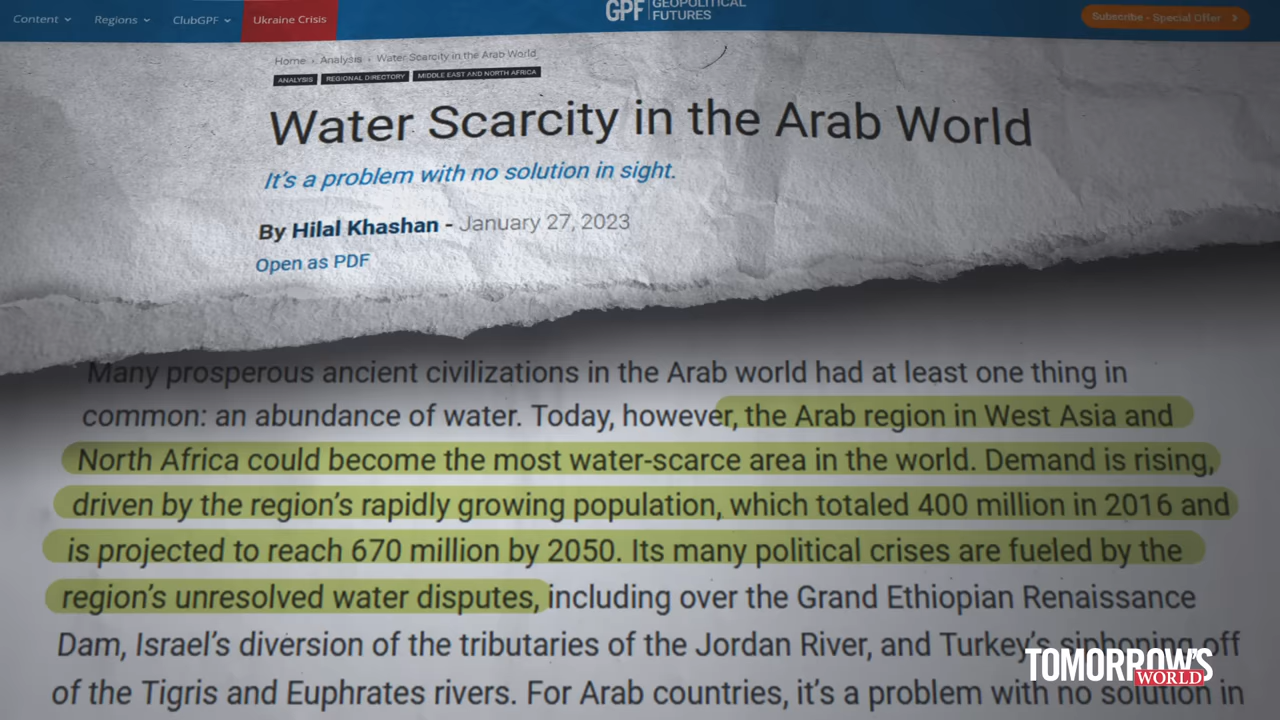 Content Regions ClubGPF Ukraine Crisis
GPF GEOPOLITICAL FUTURES
Subscribe - Special Offer
Home › Analysis › Water Scarcity in the Arab World
ANALYSIS REGIONAL DIRECTORY MIDDLE EAST AND NORTH AFRICA
Water Scarcity in the Arab World
It's a problem with no solution in sight.
By Hilal Khashan - January 27, 2023
Open as PDF
Many prosperous ancient civilizations in the Arab world had at least one thing in
common: an abundance of water. Today, however, the Arab region in West Asia and
North Africa could become the most water-scarce area in the world. Demand is rising,
driven by the region's rapidly growing population, which totaled 400 million in 2016 and
is projected to reach 670 million by 2050. Its many political crises are fueled by the
region's unresolved water disputes, including over the Grand Ethiopian Renaissance
Dam, Israel's diversion of the tributaries of the Jordan River, and Turkey's siphoning off
of the Tigris and Euphrates rivers. For Arab countries, it's a problem with no solution in
TOMORROW'S
WORLD